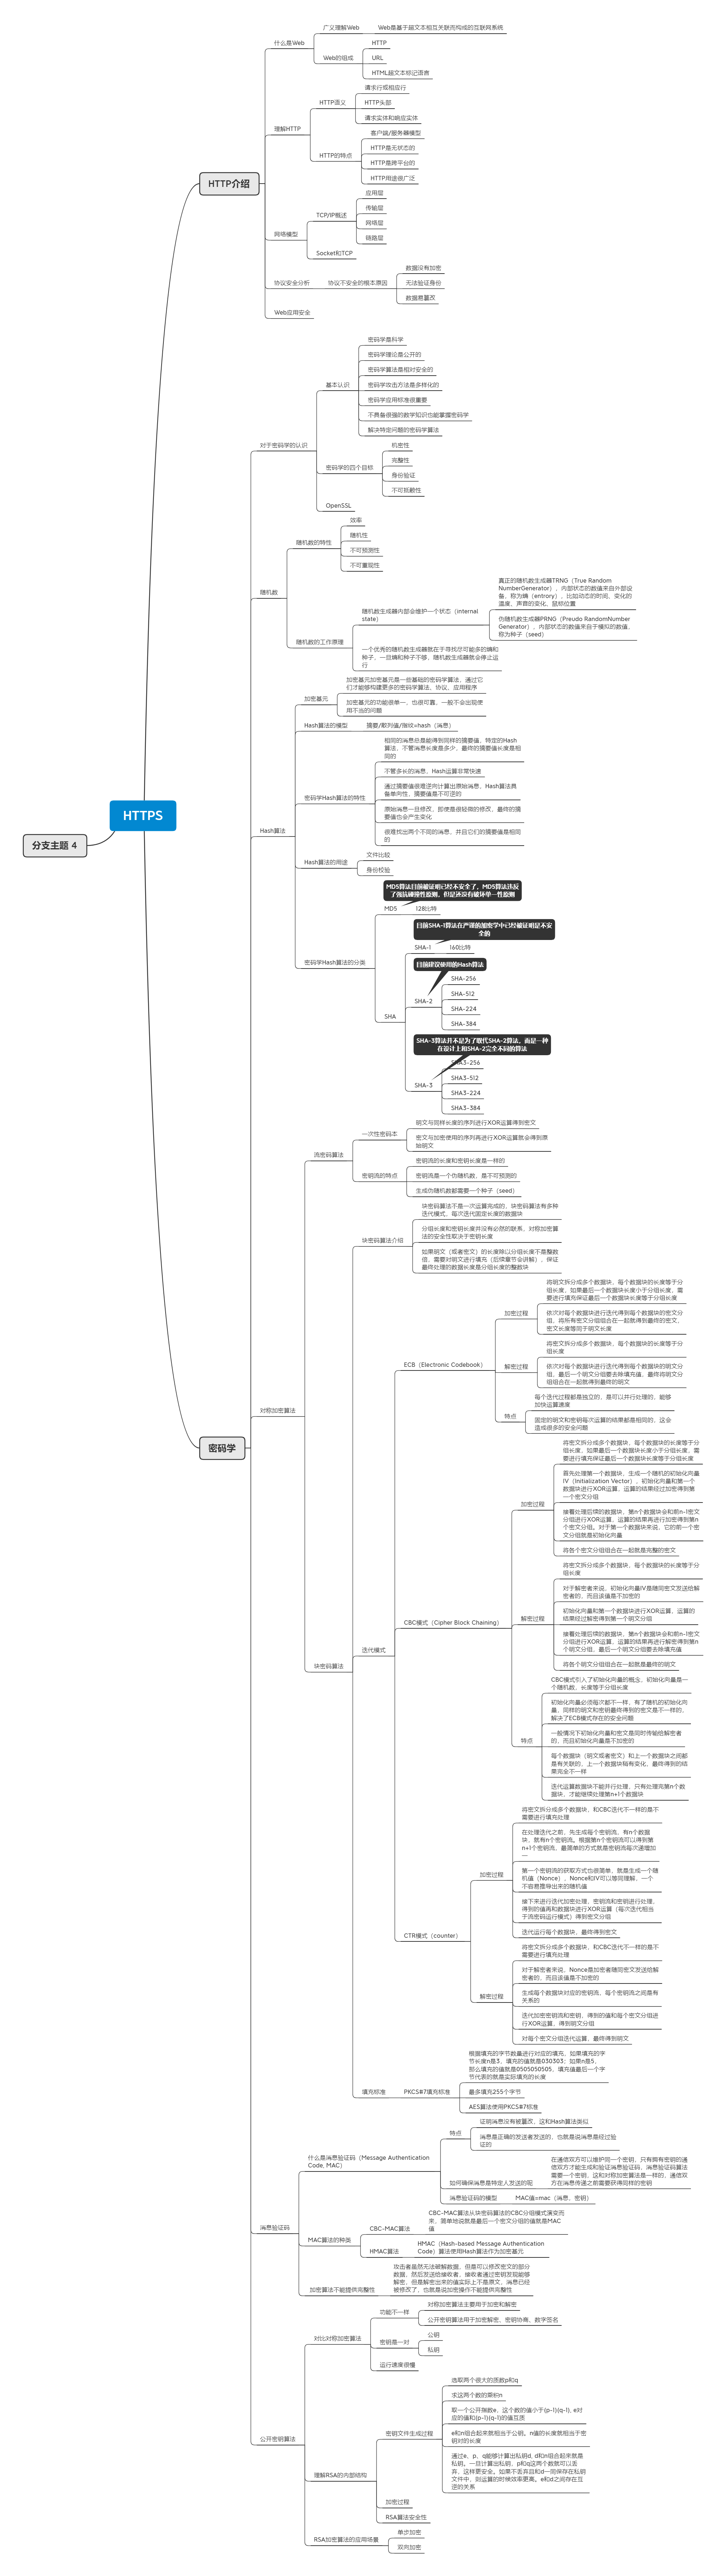 HTTPS
分支主题 4
HTTP介绍
什么是Web
广义理解Web
Web是基于超文本相互关联而构成的互联网系统
Web的组成
HTTP
URL
HTML超文本标记语言
理解HTTP
HTTP语义
请求行或相应行
HTTP头部
请求实体和响应实体
HTTP的特点
客户端/服务器模型
HTTP是无状态的
HTTP是跨平台的
HTTP用途很广泛
网络模型
TCP/IP概述
应用层
传输层
网络层
链路层
Socket和TCP
协议安全分析
协议不安全的根本原因
数据没有加密
无法验证身份
数据易篡改
Web应用安全
密码学
对于密码学的认识
基本认识
密码学是科学
密码学理论是公开的
密码学算法是相对安全的
密码学攻击方法是多样化的
密码学应用标准很重要
不具备很强的数学知识也能掌握密码学
解决特定问题的密码学算法
密码学的四个目标
机密性
完整性
身份验证
不可抵赖性
OpenSSL
随机数
随机数的特性
效率
随机性
不可预测性
不可重现性
随机数的工作原理
随机数生成器内部会维护一个状态（internal
state）
真正的随机数生成器TRNG（True Random
NumberGenerator），内部状态的数值来自外部设
备，称为熵（entrory），比如动态的时间，变化的
温度，声音的变化，鼠标位置
伪随机数生成器PRNG（Preudo RandomNumber
Generator），内部状态的数值来自于模拟的数值，
称为种子（seed）
一个优秀的随机数生成器就在于寻找尽可能多的熵和
种子，一旦熵和种子不够，随机数生成器就会停止运
行
Hash算法
加密基元
加密基元加密基元是一些基础的密码学算法，通过它
们才能够构建更多的密码学算法，协议，应用程序
加密基元的功能很单一，也很可靠，一般不会出现使
用不当的问题
Hash算法的模型
摘要/散列值/指纹=hash（消息）
密码学Hash算法的特性
相同的消息总是能得到同样的摘要值，特定的Hash
算法，不管消息长度是多少，最终的摘要值长度是相
同的
不管多长的消息，Hash运算非常快速
通过摘要值很难逆向计算出原始消息，Hash算法具
备单向性，摘要值是不可逆的
原始消息一旦修改，即使是很轻微的修改，最终的摘
要值也会产生变化
很难找出两个不同的消息，并且它们的摘要值是相同
的
Hash算法的用途
文件比较
身份校验
密码学Hash算法的分类
MD5算法目前被证明已经不安全了，MD5算法违反
了强抗碰撞性原则，但是还没有破坏单一性原则
MD5
128比特
SHA
目前SHA-1算法在严谨的加密学中已经被证明是不安
全的
SHA-1
160比特
目前建议使用的Hash算法
SHA-2
SHA-256
SHA-512
SHA-224
SHA-384
SHA-3算法并不是为了取代SHA-2算法，而是一种
在设计上和SHA-2完全不同的算法
SHA-3
SHA3-256
SHA3-512
SHA3-224
SHA3-384
对称加密算法
流密码算法
一次性密码本
明文与同样长度的序列进行XOR运算得到密文
密文与加密使用的序列再进行XOR运算就会得到原
始明文
密钥流的特点
密钥流的长度和密钥长度是一样的
密钥流是一个伪随机数，是不可预测的
生成伪随机数都需要一个种子（seed）
块密码算法
块密码算法介绍
块密码算法不是一次运算完成的，块密码算法有多种
迭代模式，每次迭代固定长度的数据块
分组长度和密钥长度并没有必然的联系，对称加密算
法的安全性取决于密钥长度
如果明文（或者密文）的长度除以分组长度不是整数
倍，需要对明文进行填充（后续章节会讲解），保证
最终处理的数据长度是分组长度的整数块
迭代模式
ECB（Electronic Codebook）
加密过程
将明文拆分成多个数据块，每个数据块的长度等于分
组长度，如果最后一个数据块长度小于分组长度，需
要进行填充保证最后一个数据块长度等于分组长度
依次对每个数据块进行迭代得到每个数据块的密文分
组，将所有密文分组组合在一起就得到最终的密文，
密文长度等同于明文长度
解密过程
将密文拆分成多个数据块，每个数据块的长度等于分
组长度
依次对每个数据块进行迭代得到每个数据块的明文分
组，最后一个明文分组要去除填充值，最终将明文分
组组合在一起就得到最终的明文
特点
每个迭代过程都是独立的，是可以并行处理的，能够
加快运算速度
固定的明文和密钥每次运算的结果都是相同的，这会
造成很多的安全问题
CBC模式（Cipher Block Chaining）
加密过程
将密文拆分成多个数据块，每个数据块的长度等于分
组长度，如果最后一个数据块长度小于分组长度，需
要进行填充保证最后一个数据块长度等于分组长度
首先处理第一个数据块，生成一个随机的初始化向量
IV（Initialization Vector），初始化向量和第一个
数据块进行XOR运算，运算的结果经过加密得到第
一个密文分组
接着处理后续的数据块，第n个数据块会和前n-1密文
分组进行XOR运算，运算的结果再进行加密得到第n
个密文分组。对于第一个数据块来说，它的前一个密
文分组就是初始化向量
将各个密文分组组合在一起就是完整的密文
解密过程
将密文拆分成多个数据块，每个数据块的长度等于分
组长度
对于解密者来说，初始化向量IV是随同密文发送给解
密者的，而且该值是不加密的
初始化向量和第一个数据块进行XOR运算，运算的
结果经过解密得到第一个明文分组
接着处理后续的数据块，第n个数据块会和前n-1密文
分组进行XOR运算，运算的结果再进行解密得到第n
个明文分组，最后一个明文分组要去除填充值
将各个明文分组组合在一起就是最终的明文
特点
CBC模式引入了初始化向量的概念，初始化向量是一
个随机数，长度等于分组长度
初始化向量必须每次都不一样，有了随机的初始化向
量，同样的明文和密钥最终得到的密文是不一样的，
解决了ECB模式存在的安全问题
一般情况下初始化向量和密文是同时传输给解密者
的，而且初始化向量是不加密的
每个数据块（明文或者密文）和上一个数据块之间都
是有关联的，上一个数据块稍有变化，最终得到的结
果完全不一样
迭代运算数据块不能并行处理，只有处理完第n个数
据块，才能继续处理第n+1个数据块
CTR模式（counter）
加密过程
将密文拆分成多个数据块，和CBC迭代不一样的是不
需要进行填充处理
在处理迭代之前，先生成每个密钥流，有n个数据
块，就有n个密钥流。根据第n个密钥流可以得到第
n+1个密钥流，最简单的方式就是密钥流每次递增加
一
第一个密钥流的获取方式也很简单，就是生成一个随
机值（Nonce），Nonce和IV可以等同理解，一个
不容易推导出来的随机值
接下来进行迭代加密处理，密钥流和密钥进行处理，
得到的值再和数据块进行XOR运算（每次迭代相当
于流密码运行模式）得到密文分组
迭代运行每个数据块，最终得到密文
解密过程
将密文拆分成多个数据块，和CBC迭代不一样的是不
需要进行填充处理
对于解密者来说，Nonce是加密者随同密文发送给解
密者的，而且该值是不加密的
生成每个数据块对应的密钥流，每个密钥流之间是有
关系的
迭代加密密钥流和密钥，得到的值和每个密文分组进
行XOR运算，得到明文分组
对每个密文分组迭代运算，最终得到明文
填充标准
PKCS#7填充标准
根据填充的字节数量进行对应的填充，如果填充的字
节长度n是3，填充的值就是030303；如果n是5，
那么填充的值就是0505050505，填充值最后一个字
节代表的就是实际填充的长度
最多填充255个字节
AES算法使用PKCS#7标准
消息验证码
什么是消息验证码（Message Authentication
Code, MAC）
特点
证明消息没有被篡改，这和Hash算法类似
消息是正确的发送者发送的，也就是说消息是经过验
证的
如何确保消息是特定人发送的呢
在通信双方可以维护同一个密钥，只有拥有密钥的通
信双方才能生成和验证消息验证码，消息验证码算法
需要一个密钥，这和对称加密算法是一样的，通信双
方在消息传递之前需要获得同样的密钥
消息验证码的模型
MAC值=mac（消息，密钥）
MAC算法的种类
CBC-MAC算法
CBC-MAC算法从块密码算法的CBC分组模式演变而
来，简单地说就是最后一个密文分组的值就是MAC
值
HMAC算法
HMAC（Hash-based Message Authentication
Code）算法使用Hash算法作为加密基元
加密算法不能提供完整性
攻击者虽然无法破解数据，但是可以修改密文的部分
数据，然后发送给接收者，接收者通过密钥发现能够
解密，但是解密出来的值实际上不是原文，消息已经
被修改了，也就是说加密操作不能提供完整性
公开密钥算法
对比对称加密算法
功能不一样
对称加密算法主要用于加密和解密
公开密钥算法用于加密解密，密钥协商，数字签名
密钥是一对
公钥
私钥
运行速度很慢
理解RSA的内部结构
密钥文件生成过程
选取两个很大的质数p和q
求这两个数的乘积n
取一个公开指数e，这个数的值小于(p-1)(q-1), e对
应的值和(p-1)(q-1)的值互质
e和n组合起来就相当于公钥。n值的长度就相当于密
钥对的长度
通过e，p，q能够计算出私钥d, d和n组合起来就是
私钥。一旦计算出私钥，p和q这两个数就可以丢
弃，这样更安全。如果不丢弃且和d一同保存在私钥
文件中，则运算的时候效率更高。e和d之间存在互
逆的关系
加密过程
RSA算法安全性
RSA加密算法的应用场景
单步加密
双向加密